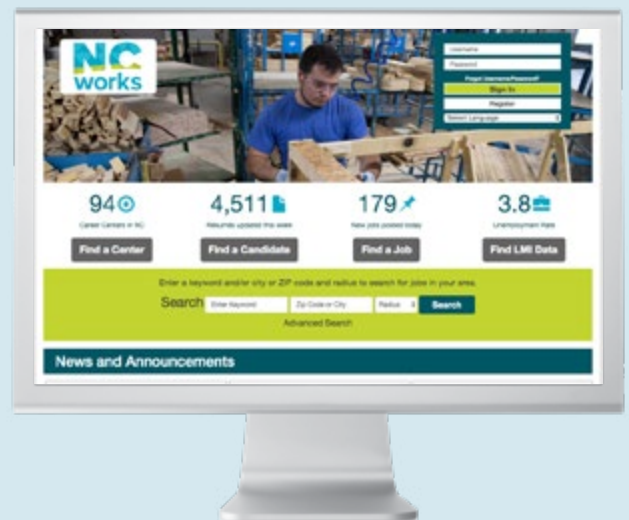 NC
works
Username
Password
Forgot Username/Password?
Sign In
Register
Select Language
94
4,511
179
3.8
Career Centers in NC
Resumes updated this week
New jobs posted today
Unemployment Rate
Find a Center
Find a Candidate
Find a Job
Find LMI Data
Enter a keyword and/or city or ZIP code and radius to search for jobs in your area.
Search Enter Keyword Zip Code or City Radius Search
Advanced Search
News and Announcements